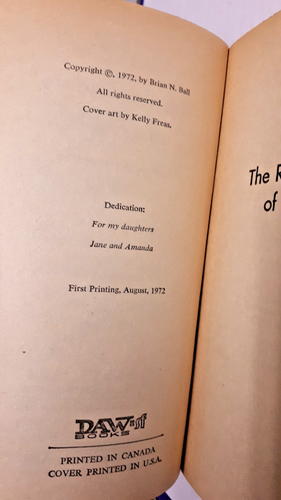 Copyright ©, 1972, by Brian N. Ball
All rights reserved.
Cover art by Kelly Freas.
Dedication:
For my daughters
Jane and Amanda
First Printing, August, 1972
DAW=sf
BOOKS
PRINTED IN CANADA
COVER PRINTED IN U.S.A.
The R
of